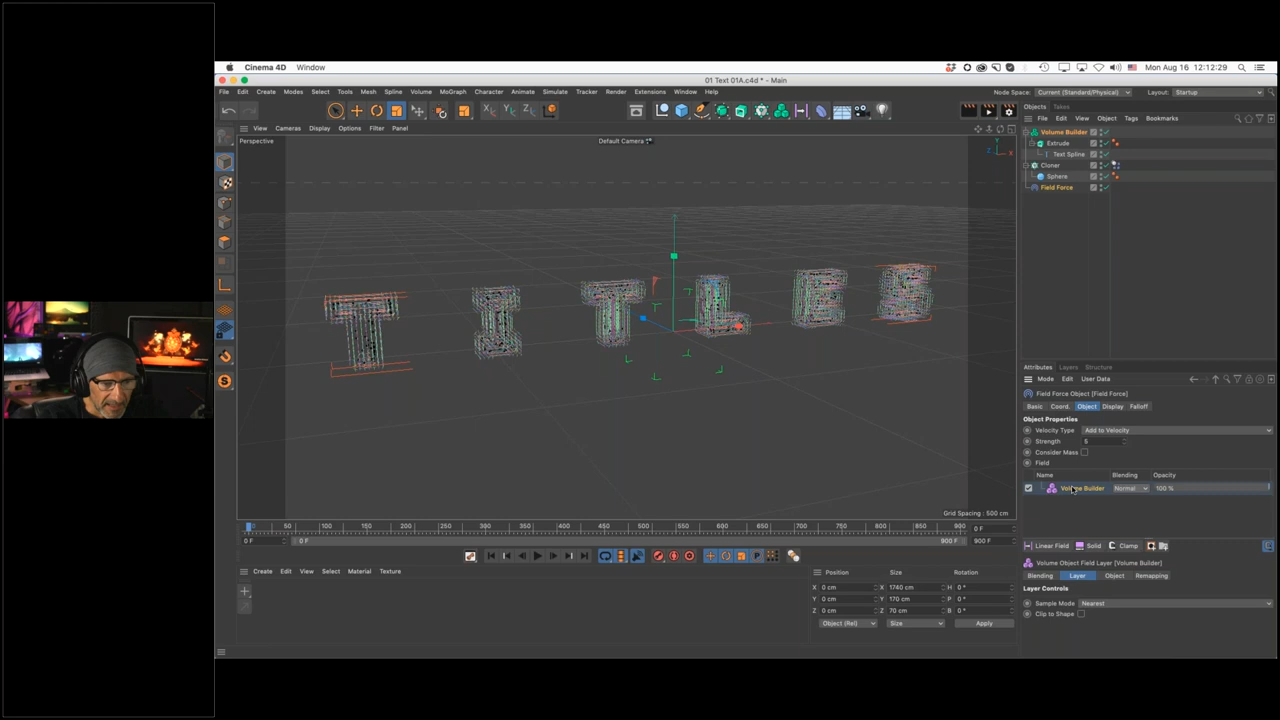 Cinema 4D Window
Mon Aug 16 12:12:29
01 Text 01A.c4d * - Main
File Edit Create Modes Select Tools Mesh Spline Volume MoGraph Character Animate Simulate Tracker Render Extensions Window Help
Node Space: Current (Standard/Physical) Layout: Startup
Objects Takes
File Edit View Object Tags Bookmarks
View Cameras Display Options Filter Panel
Perspective
Default Camera
Volume Builder
Extrude
Text Spline
Cloner
Sphere
Field Force
Attributes Layers Structure
Mode Edit User Data
Field Force Object [Field Force]
Basic Coord. Object Display Falloff
Object Properties
Velocity Type Add to Velocity
Strength 5
Consider Mass
Field
Name Blending Opacity
Volume Builder Normal 100 %
Grid Spacing : 500 cm
0 50 100 150 200 250 300 350 400 450 500 550 600 650 700 750 800 850 900
0 F
0 F 0 F 900 F 900 F
Linear Field Solid Clamp
Volume Object Field Layer [Volume Builder]
Blending Layer Object Remapping
Layer Controls
Sample Mode Nearest
Clip to Shape
Create Edit View Select Material Texture
Position Size Rotation
X 0 cm X 1740 cm H 0 °
Y 0 cm Y 170 cm P 0 °
Z 0 cm Z 70 cm B 0 °
Object (Rel) Size Apply
TITLES